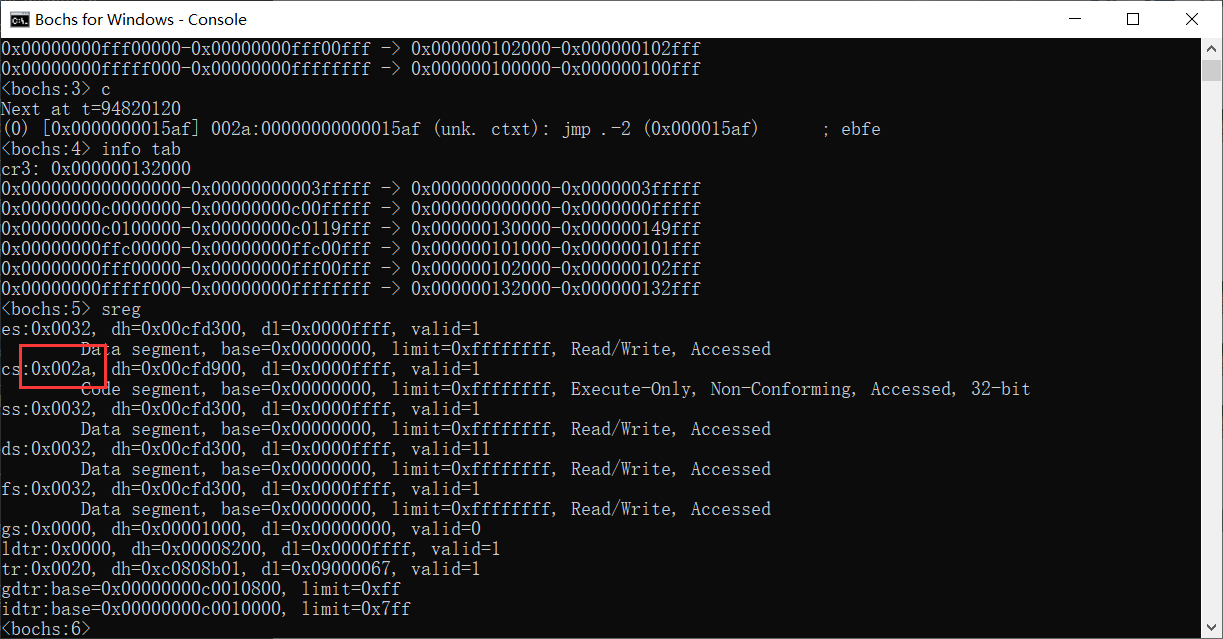 Bochs for Windows - Console
0x00000000fff00000-0x00000000fff00fff -> 0x000000102000-0x000000102fff
0x00000000fffff000-0x00000000ffffffff -> 0x000000100000-0x000000100fff
<bochs:3> c
Next at t=94820120
(0) [0x0000000015af] 002a:00000000000015af (unk. ctxt): jmp .-2 (0x000015af)      ; ebfe
<bochs:4> info tab
cr3: 0x000000132000
0x0000000000000000-0x00000000003fffff -> 0x000000000000-0x0000003fffff
0x00000000c0000000-0x00000000c00fffff -> 0x000000000000-0x0000000fffff
0x00000000c0100000-0x00000000c0119fff -> 0x000000130000-0x000000149fff
0x00000000ffc00000-0x00000000ffc00fff -> 0x000000101000-0x000000101fff
0x00000000fff00000-0x00000000fff00fff -> 0x000000102000-0x000000102fff
0x00000000fffff000-0x00000000ffffffff -> 0x000000132000-0x000000132fff
<bochs:5> sreg
es:0x0032, dh=0x00cfd300, dl=0x0000ffff, valid=1
Data segment, base=0x00000000, limit=0xffffffff, Read/Write, Accessed
cs:0x002a, dh=0x00cfd900, dl=0x0000ffff, valid=1
Code segment, base=0x00000000, limit=0xffffffff, Execute-Only, Non-Conforming, Accessed, 32-bit
ss:0x0032, dh=0x00cfd300, dl=0x0000ffff, valid=1
Data segment, base=0x00000000, limit=0xffffffff, Read/Write, Accessed
ds:0x0032, dh=0x00cfd300, dl=0x0000ffff, valid=11
Data segment, base=0x00000000, limit=0xffffffff, Read/Write, Accessed
fs:0x0032, dh=0x00cfd300, dl=0x0000ffff, valid=1
Data segment, base=0x00000000, limit=0xffffffff, Read/Write, Accessed
gs:0x0000, dh=0x00001000, dl=0x00000000, valid=0
ldtr:0x0000, dh=0x00008200, dl=0x0000ffff, valid=1
tr:0x0020, dh=0xc0808b01, dl=0x09000067, valid=1
gdtr:base=0x00000000c0010800, limit=0xff
idtr:base=0x00000000c0010000, limit=0x7ff
<bochs:6>